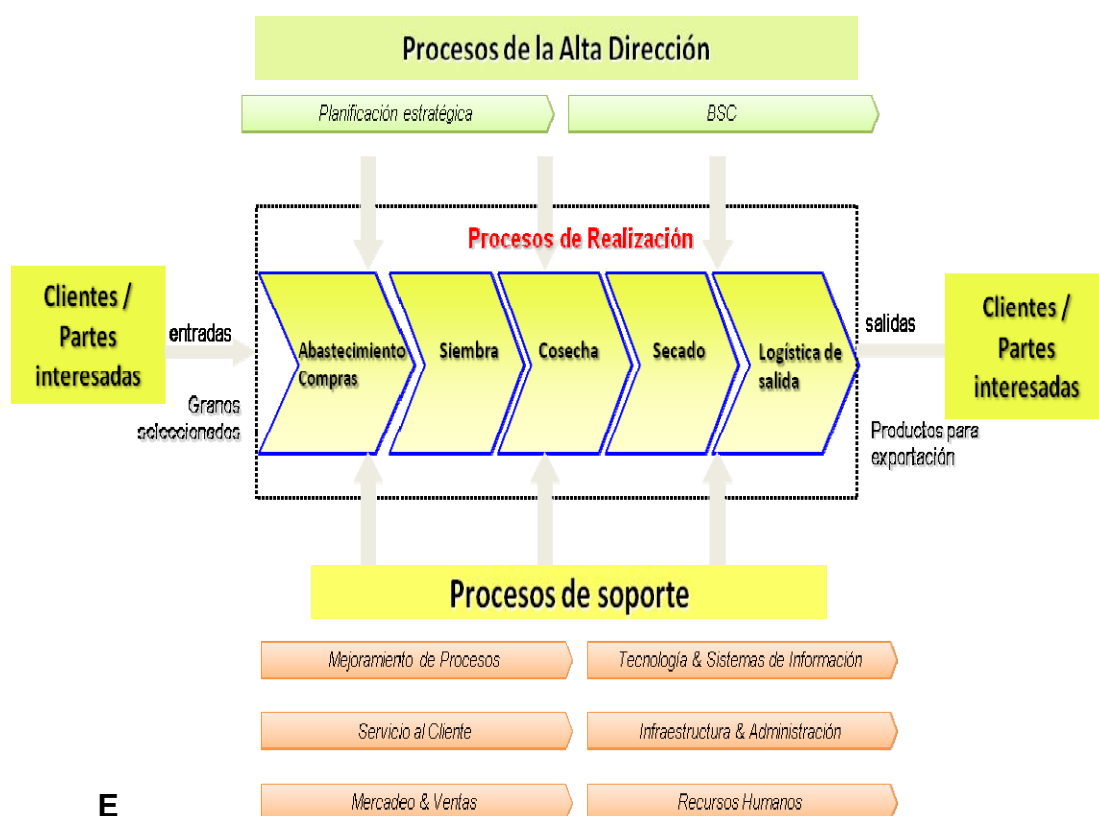 Procesos de la Alta Dirección
Planificación estratégica
BSC
Procesos de Realización
Clientes /
Partes
interesadas
entradas
Granos
seleccionados
Abastecimiento
Compras
Siembra
Cosecha
Secado
Logística de
salida
salidas
Productos para
exportación
Clientes /
Partes
interesadas
Procesos de soporte
Mejoramiento de Procesos
Tecnología & Sistemas de Información
Servicio al Cliente
Infraestructura & Administración
Mercadeo & Ventas
Recursos Humanos
E